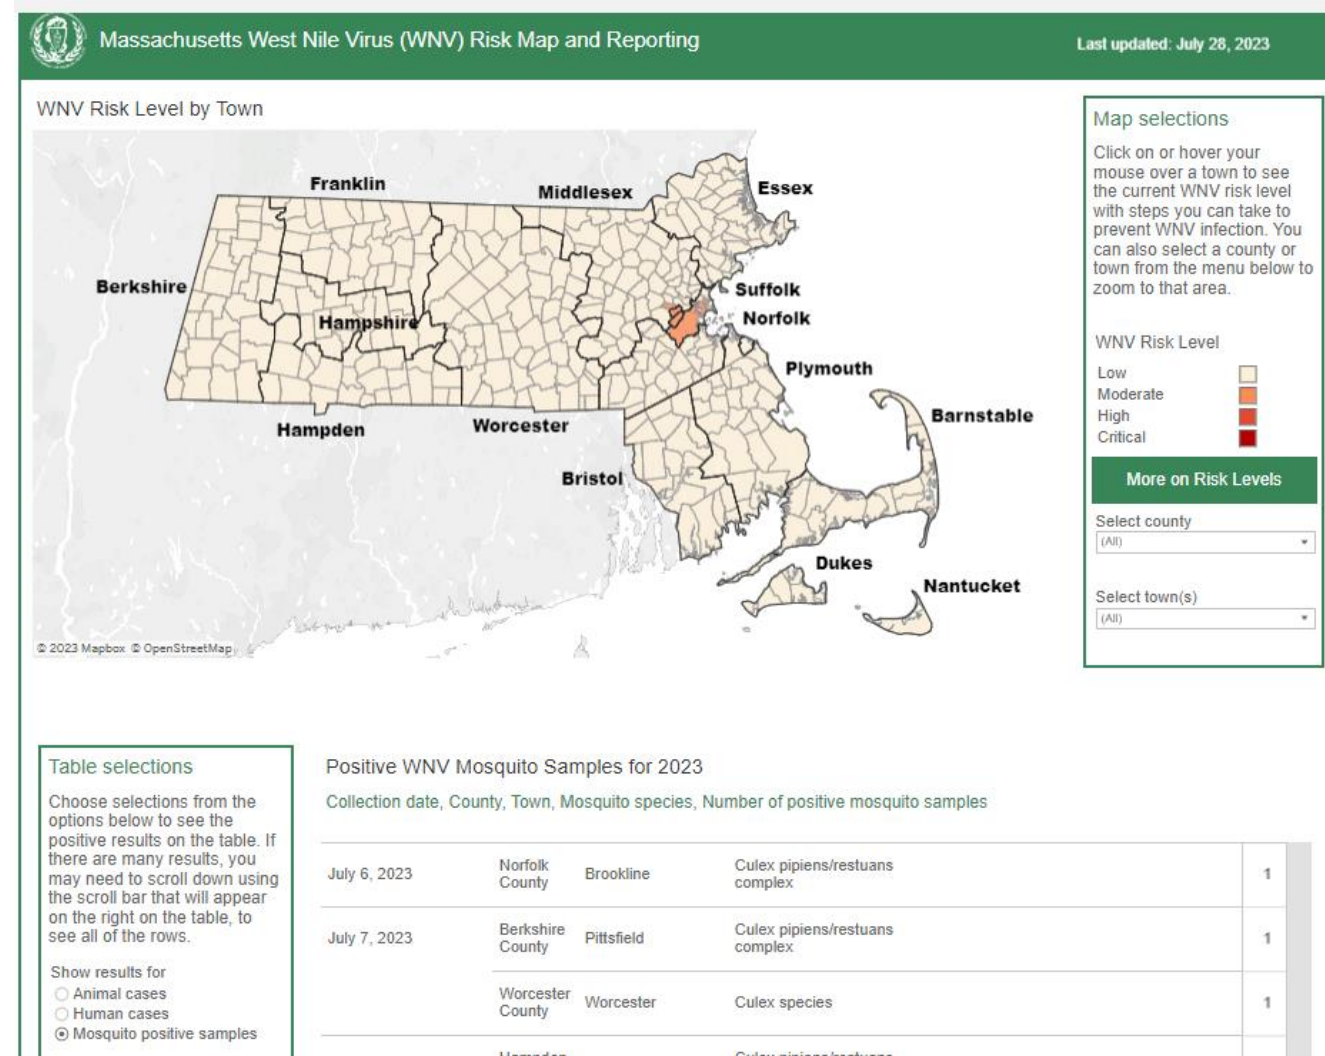 Massachusetts West Nile Virus (WNV) Risk Map and Reporting
Last updated: July 28, 2023
WNV Risk Level by Town
Franklin
Middlesex
Essex
Berkshire
Suffolk
Hampshire
Norfolk
Plymouth
Barnstable
Hampden
Worcester
Bristol
Dukes
Nantucket
© 2023 Mapbox © OpenStreetMap
Map selections
Click on or hover your
mouse over a town to see
the current WNV risk level
with steps you can take to
prevent WNV infection. You
can also select a county or
town from the menu below to
zoom to that area.
WNV Risk Level
Low
Moderate
High
Critical
More on Risk Levels
Select county
(All)
Select town(s)
(All)
Table selections
Choose selections from the
options below to see the
positive results on the table. If
there are many results, you
may need to scroll down using
the scroll bar that will appear
on the right on the table, to
see all of the rows.
Show results for
Animal cases
Human cases
Mosquito positive samples
Positive WNV Mosquito Samples for 2023
Collection date, County, Town, Mosquito species, Number of positive mosquito samples
July 6, 2023
Norfolk
County
Brookline
Culex pipiens/restuans
complex
1
July 7, 2023
Berkshire
County
Pittsfield
Culex pipiens/restuans
complex
1
Worcester
County
Worcester
Culex species
1